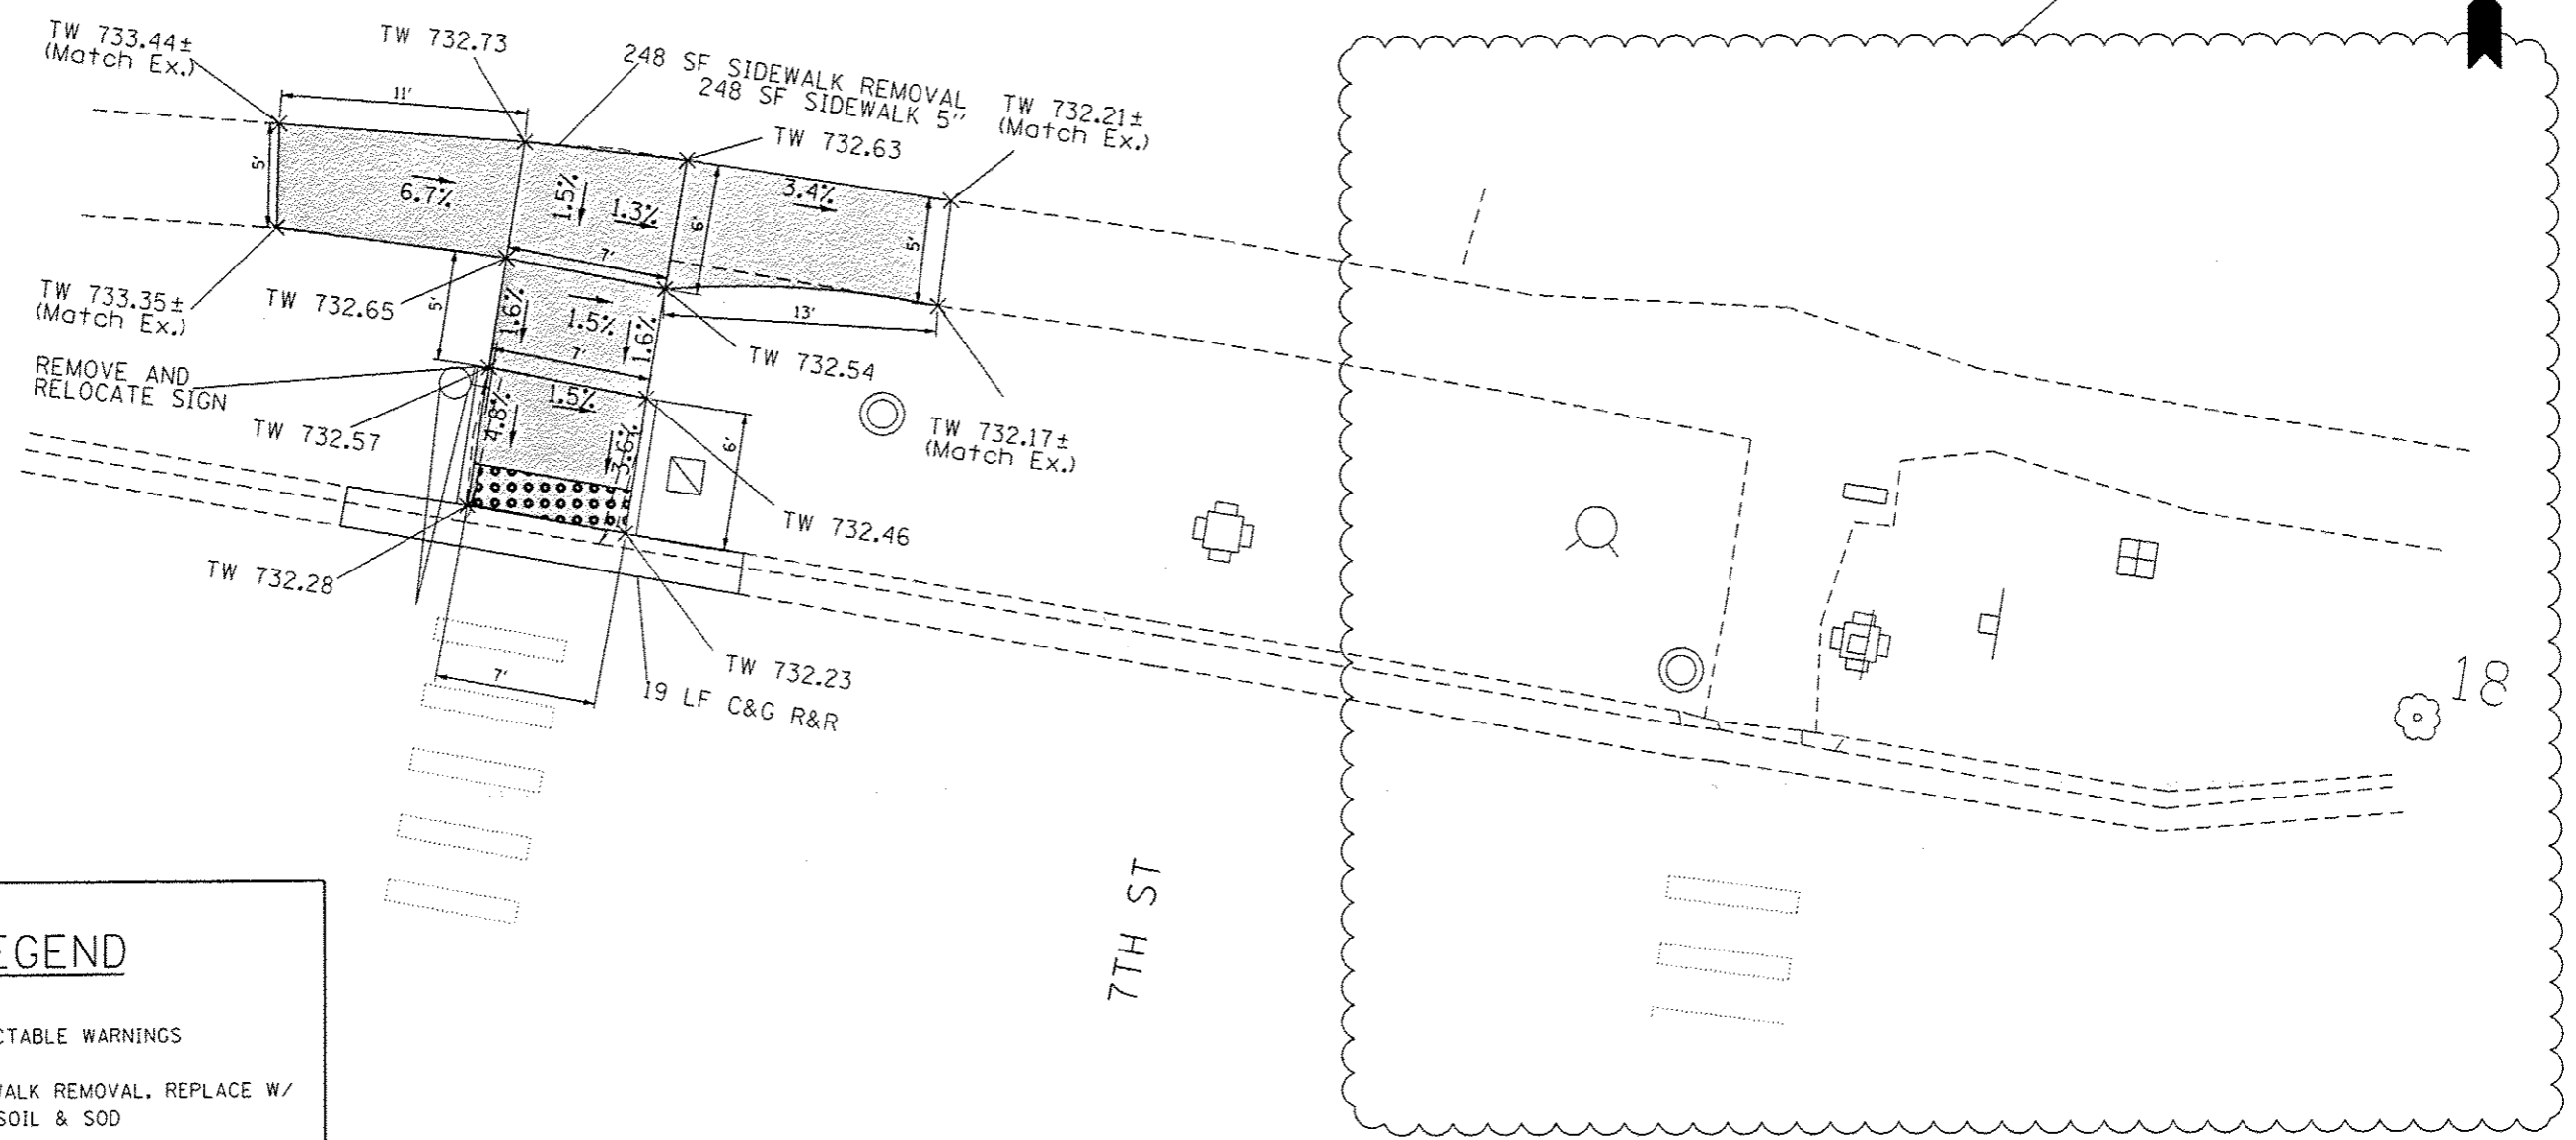 TW 733.44±
(Match Ex.)
TW 732.73
248 SF SIDEWALK REMOVAL
248 SF SIDEWALK 5"
TW 732.21±
(Match Ex.)
TW 732.63
11'
5'
6.7%
1.5%
1.3%
6'
3.4%
5'
7'
13'
TW 733.35±
(Match Ex.)
TW 732.65
5'
1.6%
1.5%
1.6%
7'
TW 732.54
REMOVE AND
RELOCATE SIGN
TW 732.57
4.8%
1.5%
3.6%
6'
TW 732.17±
(Match Ex.)
TW 732.46
TW 732.28
TW 732.23
7'
19 LF C&G R&R
7TH ST
18
EGEND
CTABLE WARNINGS
WALK REMOVAL. REPLACE W/
SOIL & SOD